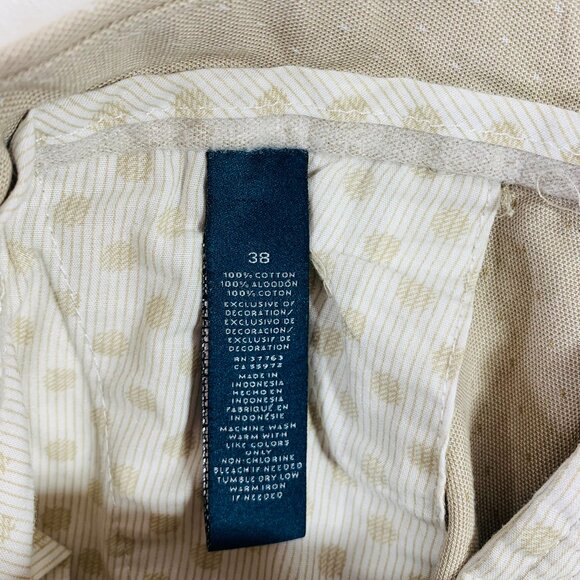 38
100% COTTON
100% ALGODÓN
100% COTON
EXCLUSIVE OF
DECORATION/
EXCLUSIVO DE
DECORACION/
EXCLUSIF DE
DECORATION
RN 37763
CA 55972
MADE IN
INDONESIA
HECHO EN
INDONESIA
FABRIQUÉ EN
INDONÉSIE
MACHINE WASH
WARM WITH
LIKE COLORS
ONLY
NON-CHLORINE
BLEACH IF NEEDED
TUMBLE DRY LOW
WARM IRON
IF NEEDED